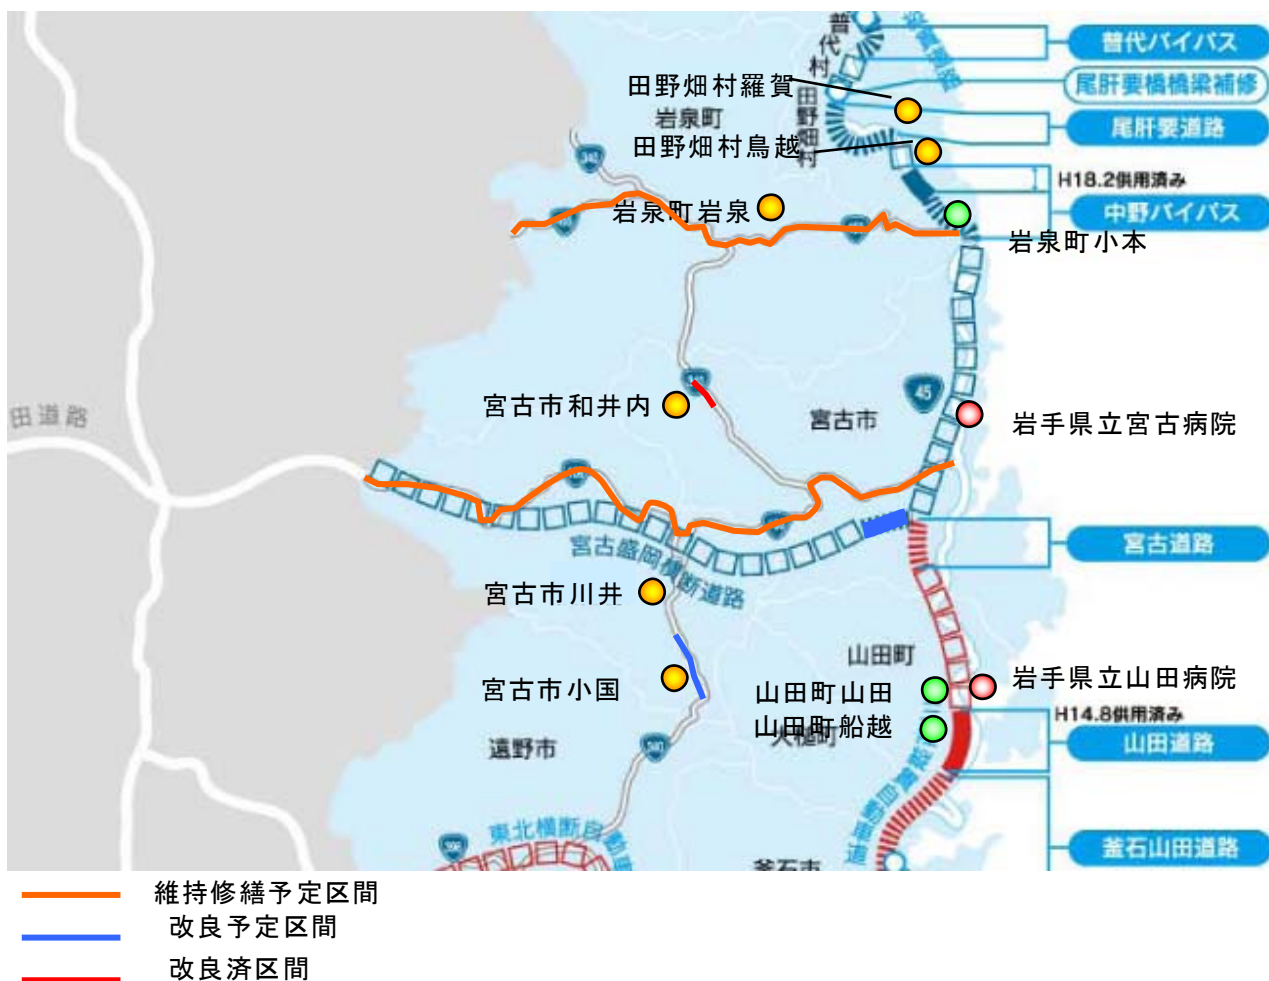 普代村
普代バイパス
田野畑村羅賀
尾肝要橋橋梁補修
岩泉町
田野畑村
尾肝要道路
田野畑村鳥越
340
H18.2供用済み
岩泉町岩泉
中野バイパス
岩泉町小本
45
宮古市和井内
宮古市
岩手県立宮古病院
田道路
宮古盛岡横断道路
宮古道路
宮古市川井
山田町
岩手県立山田病院
宮古市小国
山田町山田
H14.8供用済み
山田町船越
大槌町
山田道路
遠野市
340
東北横断自動車
自動車道
釜石山田道路
釜石市
維持修繕予定区間
改良予定区間
改良済区間